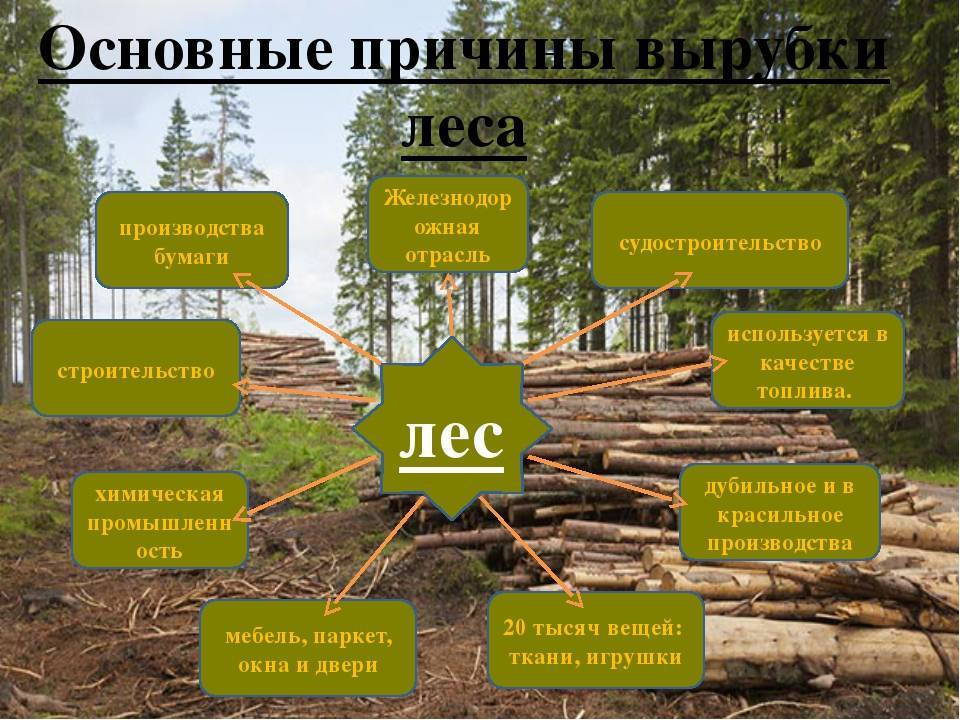 Основные причины вырубки
леса
производства
бумаги
Железнодор
ожная
отрасль
судостроительство
строительство
используется в
качестве
топлива.
лес
химическая
промышленн
ость
дубильное и в
красильное
производства
мебель, паркет,
окна и двери
20 тысяч вещей:
ткани, игрушки